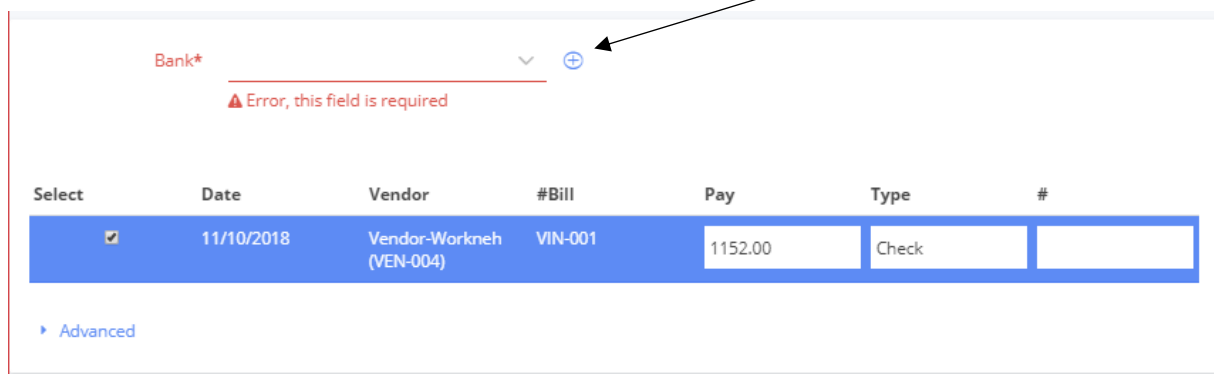 Bank*
Error, this field is required
Select Date Vendor #Bill Pay Type #
11/10/2018 Vendor-Workneh VIN-001 1152.00 Check
(VEN-004)
Advanced